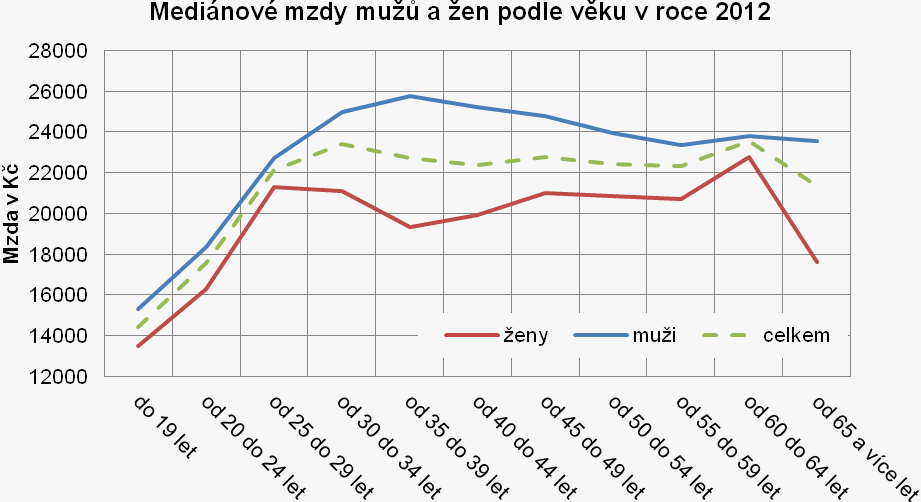 Mediánové mzdy mužů a žen podle věku v roce 2012
28000
26000
24000
22000
20000
18000
16000
14000
12000
Mzda v Kč
ženy
muži
celkem
do 19 let
od 20 do 24 let
od 25 do 29 let
od 30 do 34 let
od 35 do 39 let
od 40 do 44 let
od 45 do 49 let
od 50 do 54 let
od 55 do 59 let
od 60 do 64 let
od 65 a více let